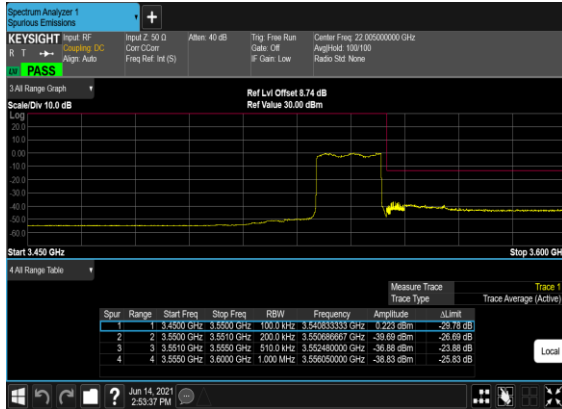 Spectrum Analyzer 1
Spurious Emissions
+
KEYSIGHT Input: RF Input Z: 50 Ω Atten: 40 dB Trig: Free Run Center Freq: 22.005000000 GHz
R T Coupling: DC Corr CCorr Gate: Off Avg|Hold: 100/100
Align: Auto Freq Ref: Int (S) IF Gain: Low Radio Std: None
PASS
3 All Range Graph
Ref Lvl Offset 8.74 dB
Scale/Div 10.0 dB Ref Value 30.00 dBm
Log
20.0
10.0
0.00
-10.0
-20.0
-30.0
-40.0
-50.0
-60.0
Start 3.450 GHz Stop 3.600 GH
4 All Range Table
Measure Trace Trace 1
Trace Type Trace Average (Active)
Spur Range Start Freq Stop Freq RBW Frequency Amplitude ΔLimit
1 1 3.4500 GHz 3.5500 GHz 100.0 kHz 3.540833333 GHz 0.223 dBm -29.78 dB
2 2 3.5500 GHz 3.5510 GHz 200.0 kHz 3.550686667 GHz -39.69 dBm -26.69 dB
3 3 3.5510 GHz 3.5550 GHz 510.0 kHz 3.552480000 GHz -36.88 dBm -23.88 dB
4 4 3.5550 GHz 3.6000 GHz 1.000 MHz 3.556050000 GHz -38.83 dBm -25.83 dB
Local
? Jun 14, 2021
2:53:37 PM